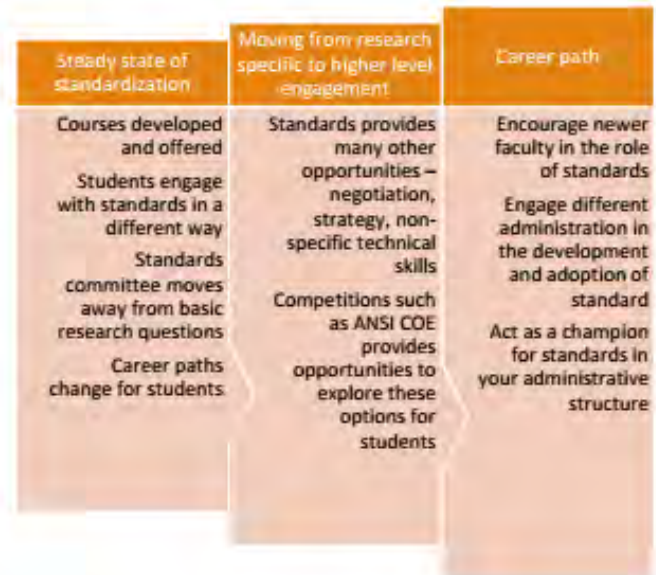 Steady state of
standardization
Courses developed
and offered
Students engage
with standards in a
different way
Standards
committee moves
away from basic
research questions
Career paths
change for students
Moving from research
specific to higher level
engagement
Standards provides
many other
opportunities –
negotiation,
strategy, non-
specific technical
skills
Competitions such
as ANSI COE
provides
opportunities to
explore these
options for
students
Career path
Encourage newer
faculty in the role
of standards
Engage different
administration in
the development
and adoption of
standard
Act as a champion
for standards in
your administrative
structure